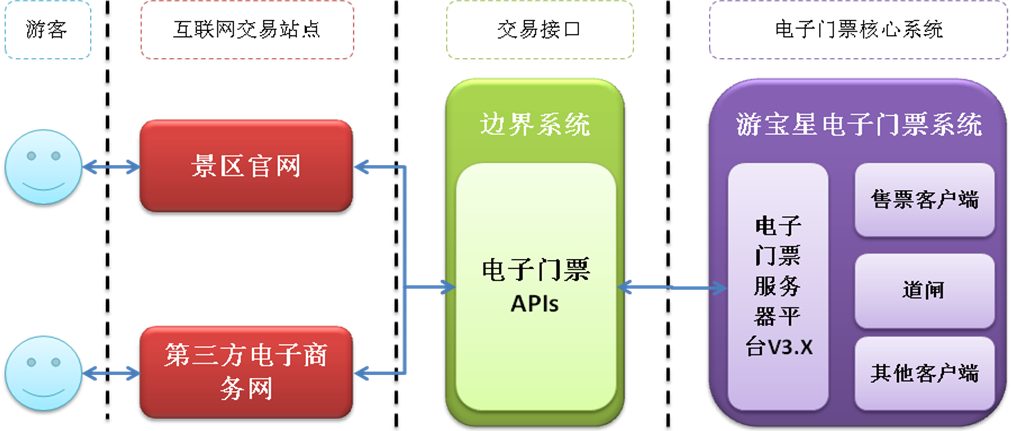 游客
互联网交易站点
交易接口
电子门票核心系统
边界系统
游宝星电子门票系统
景区官网
电子门票
APIs
第三方电子商
务网
电子
门票
服务
器平
台V3.X
售票客户端
道闸
其他客户端